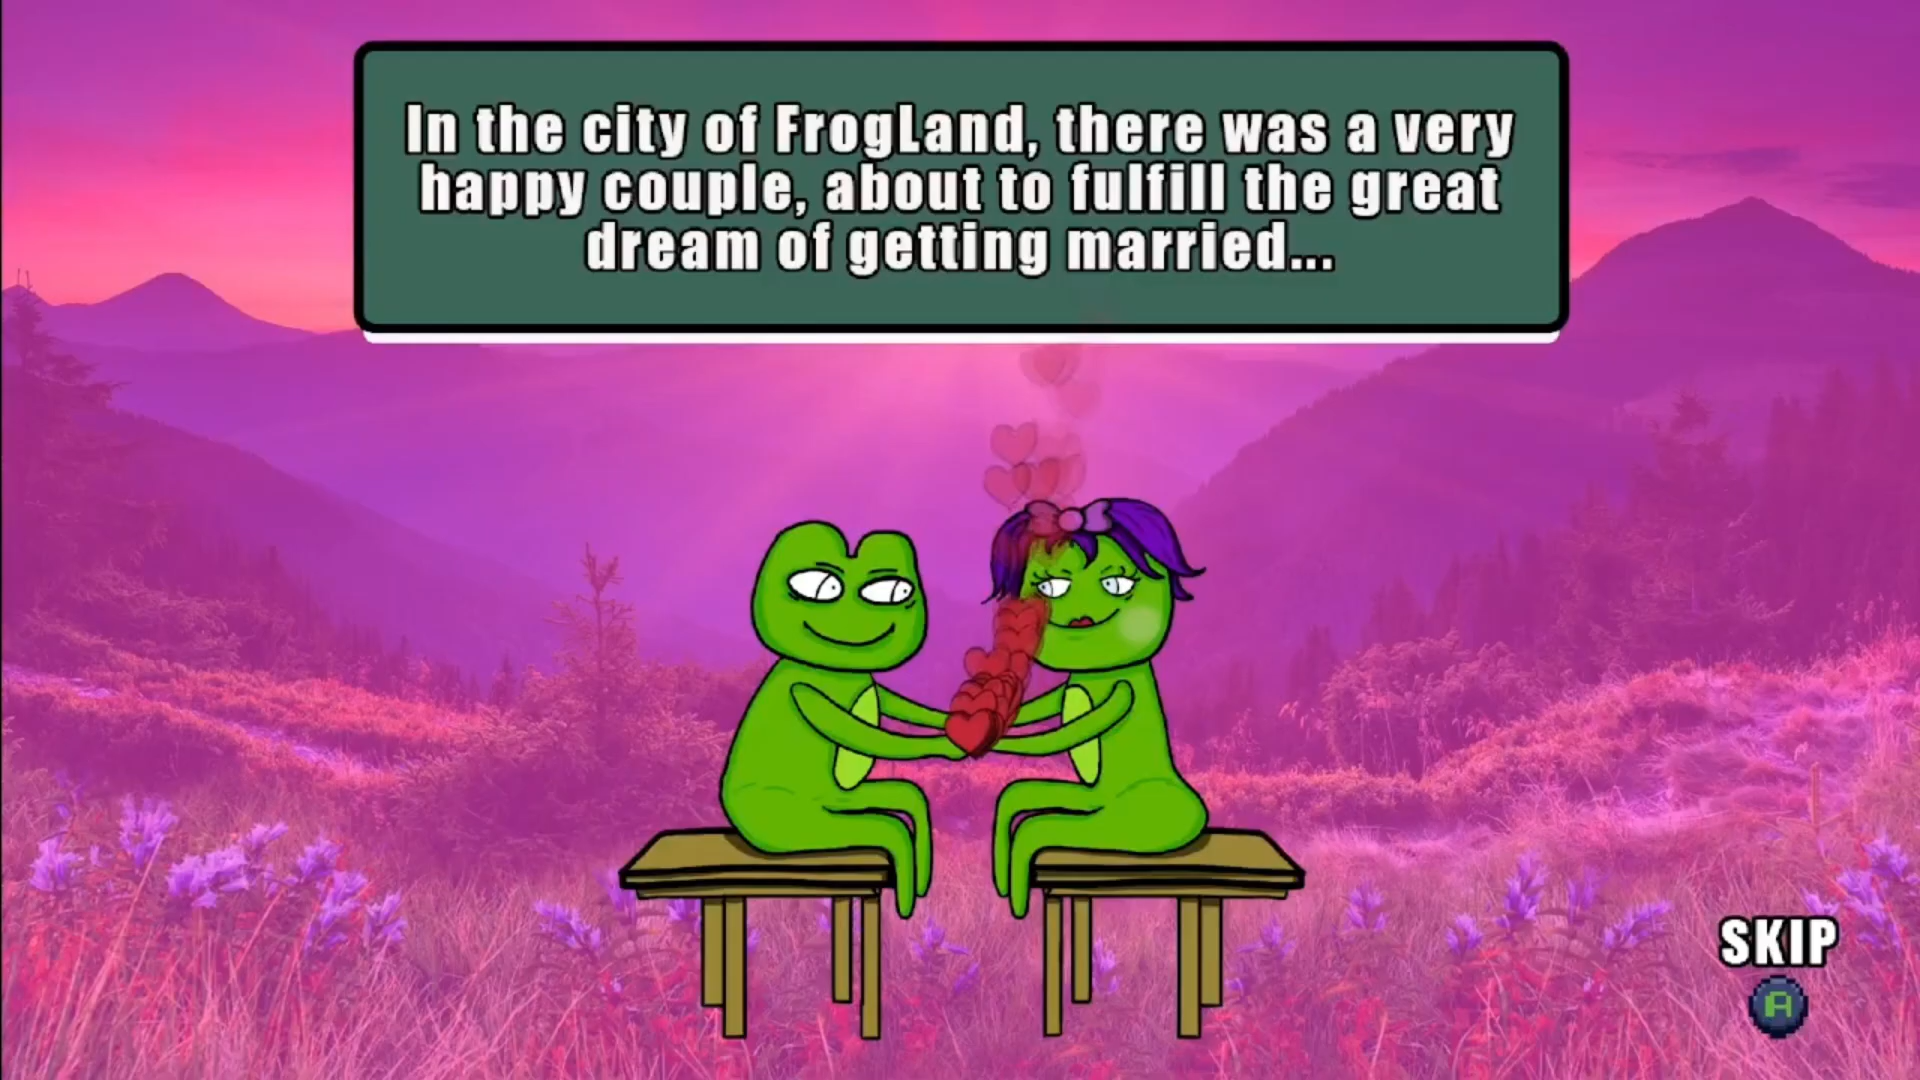 In the city of FrogLand, there was a very
happy couple, about to fulfill the great
dream of getting married...
SKIP
A